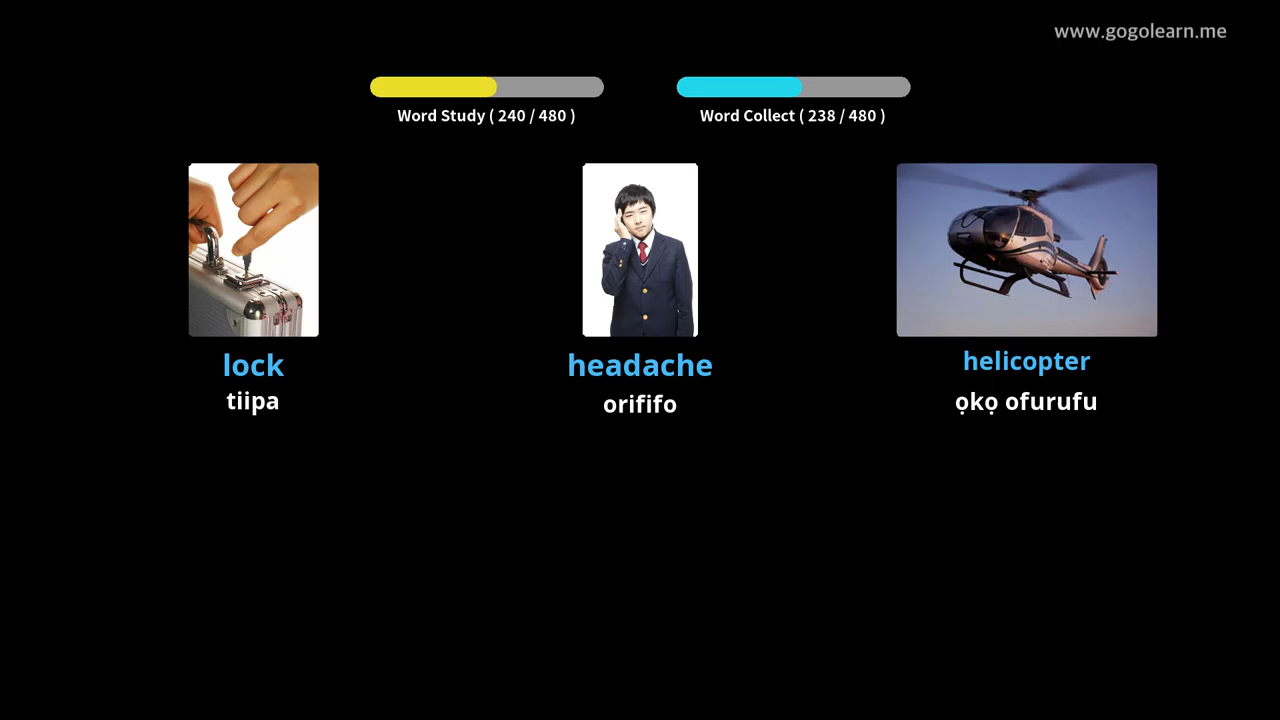 www.gogolearn.me
Word Study ( 240 / 480 )
Word Collect ( 238 / 480 )
lock
tiipa
headache
orififo
helicopter
ọkọ ofurufu